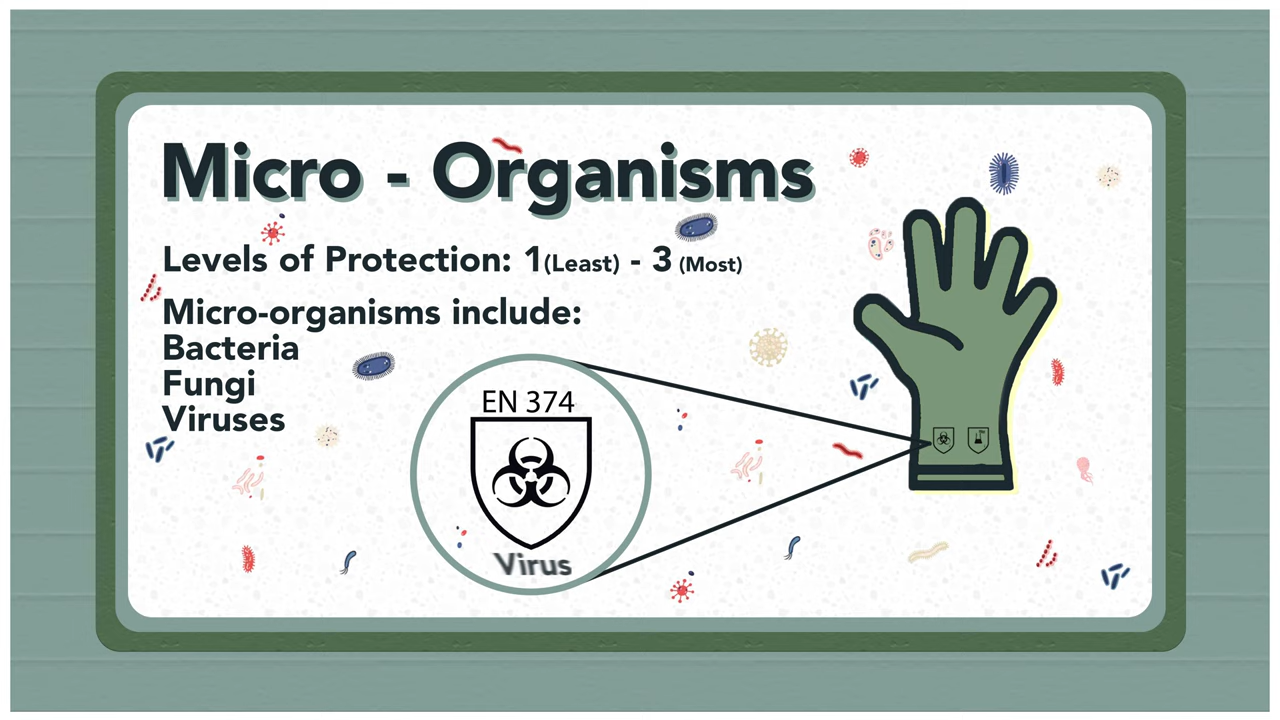 Micro - Organisms
Levels of Protection: 1(Least) - 3 (Most)
Micro-organisms include:
Bacteria
Fungi
Viruses
EN 374
Virus